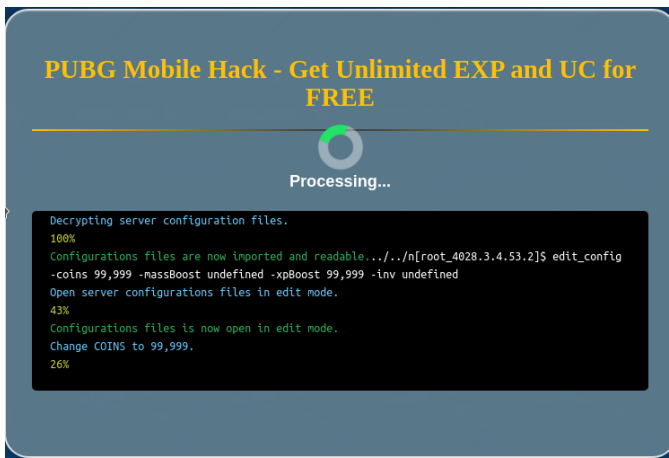 PUBG Mobile Hack - Get Unlimited EXP and UC for
FREE
Processing...
Decrypting server configuration files.
100%
Configurations files are now imported and readable.../../n[root_4028.3.4.53.2]$ edit_config
-coins 99,999 -massBoost undefined -xpBoost 99,999 -inv undefined
Open server configurations files in edit mode.
43%
Configurations files is now open in edit mode.
Change COINS to 99,999.
26%